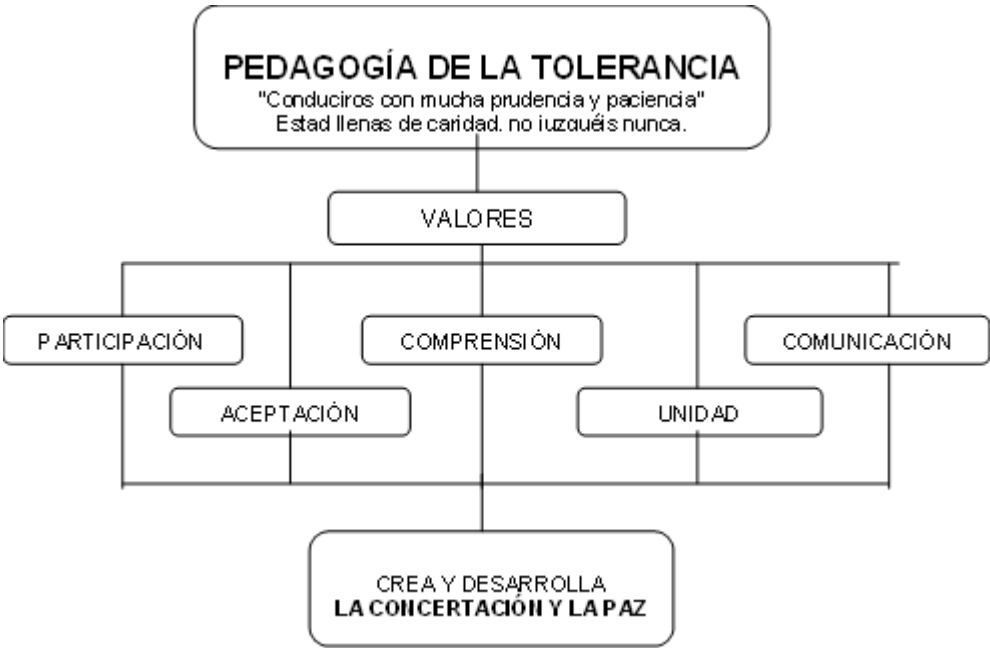 PEDAGOGÍA DE LA TOLERANCIA
"Conduciros con mucha prudencia y paciencia"
Estad llenas de caridad, no juzguéis nunca.
VALORES
PARTICIPACIÓN
COMPRENSIÓN
COMUNICACIÓN
ACEPTACIÓN
UNIDAD
CREA Y DESARROLLA
LA CONCERTACIÓN Y LA PAZ